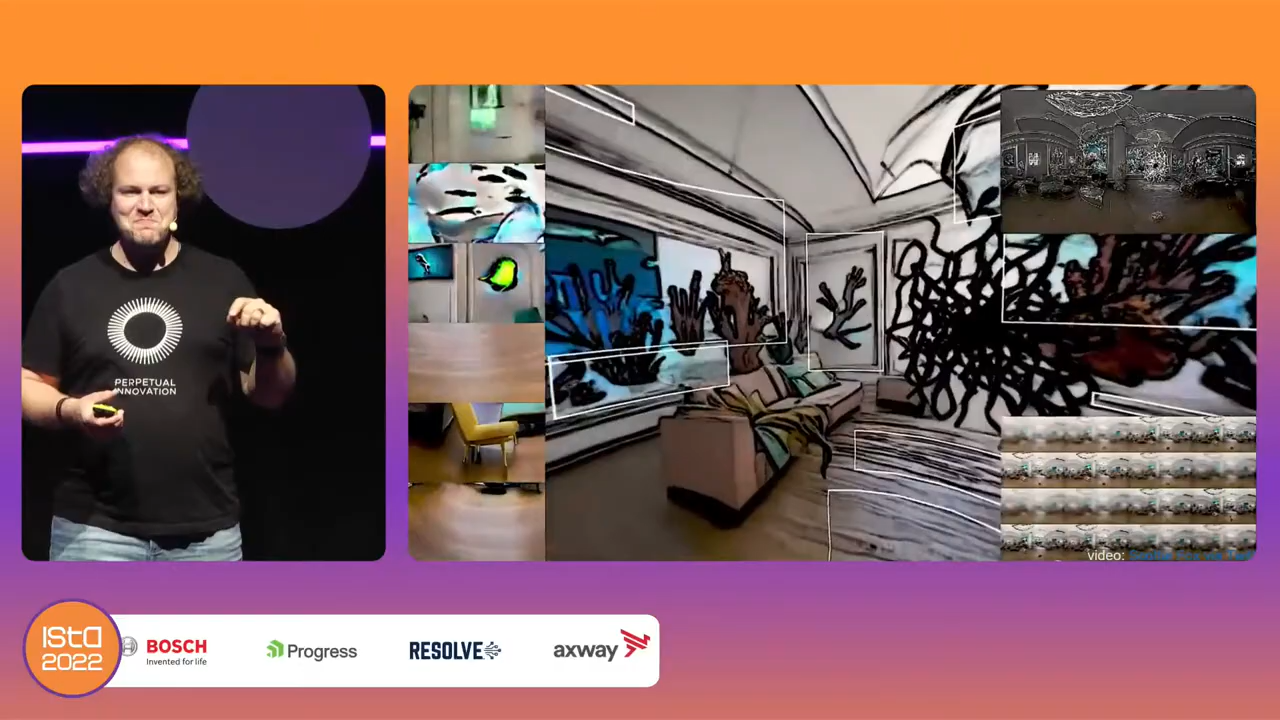 PERPETUAL
INNOVATION
video:
ISTA
2022
BOSCH
Invented for life
Progress
RESOLVE
axway